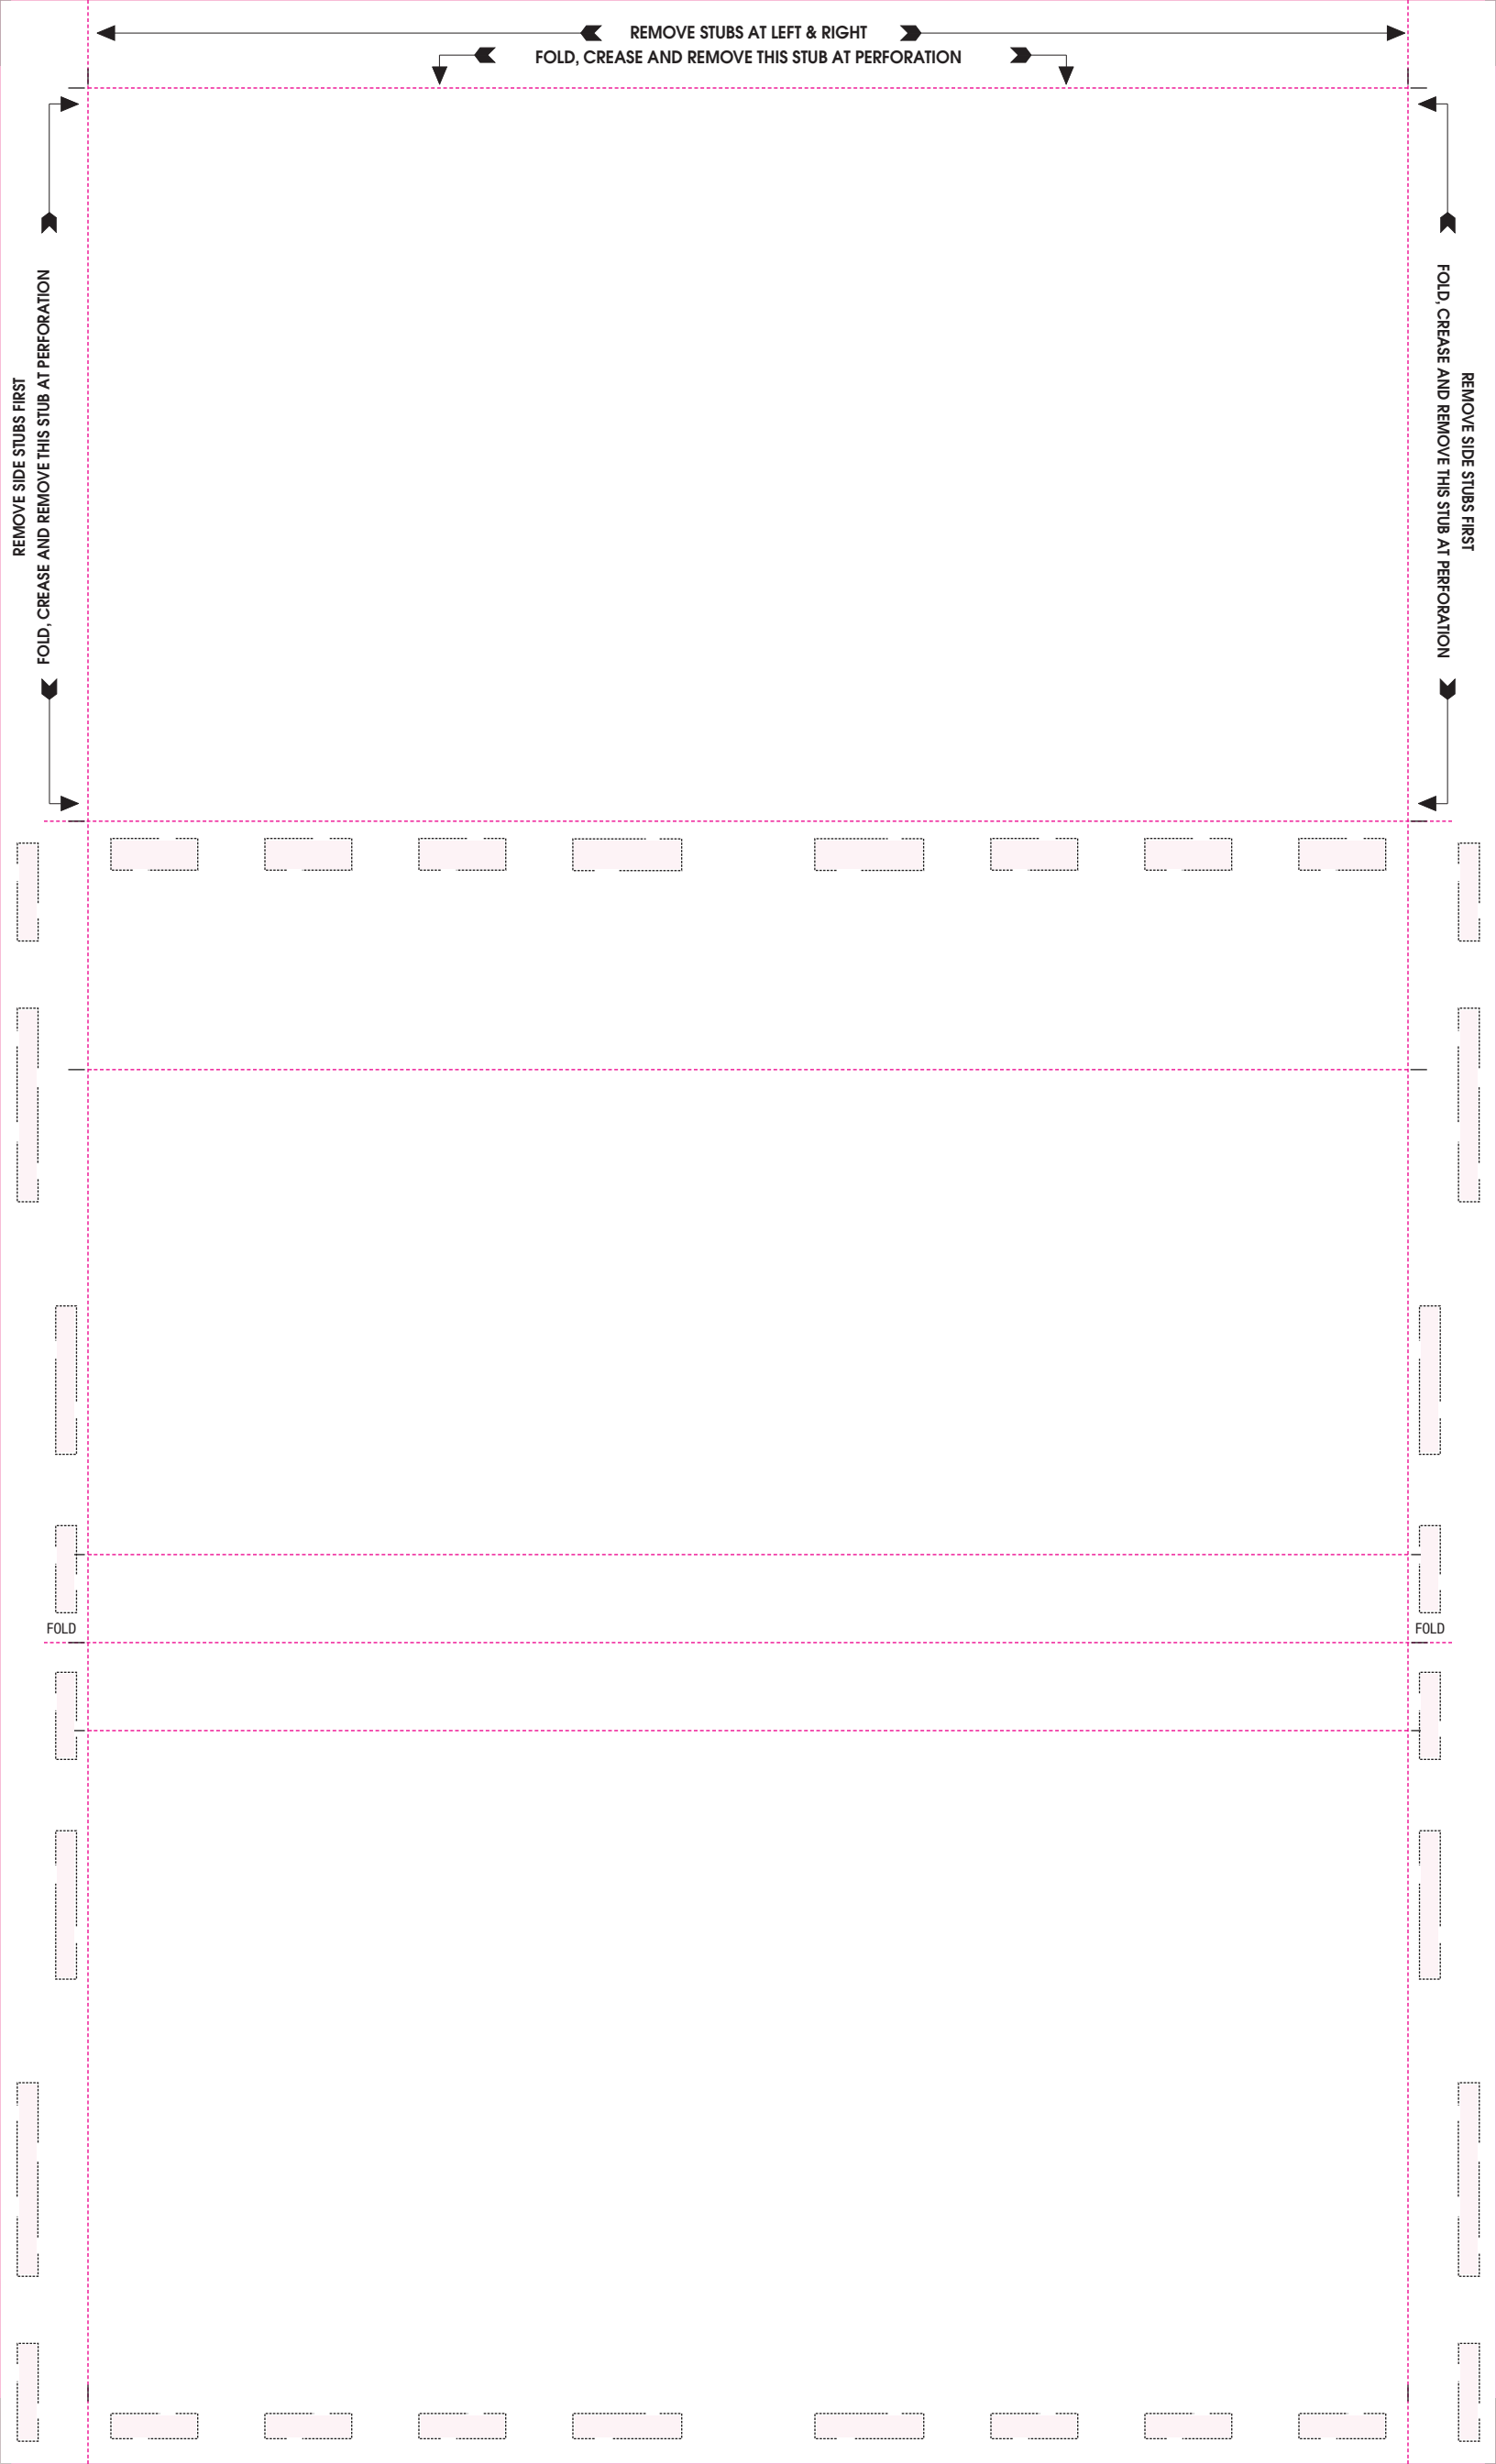 REMOVE STUBS AT LEFT & RIGHT
FOLD, CREASE AND REMOVE THIS STUB AT PERFORATION
REMOVE SIDE STUBS FIRST
FOLD, CREASE AND REMOVE THIS STUB AT PERFORATION
REMOVE SIDE STUBS FIRST
FOLD, CREASE AND REMOVE THIS STUB AT PERFORATION
FOLD
FOLD